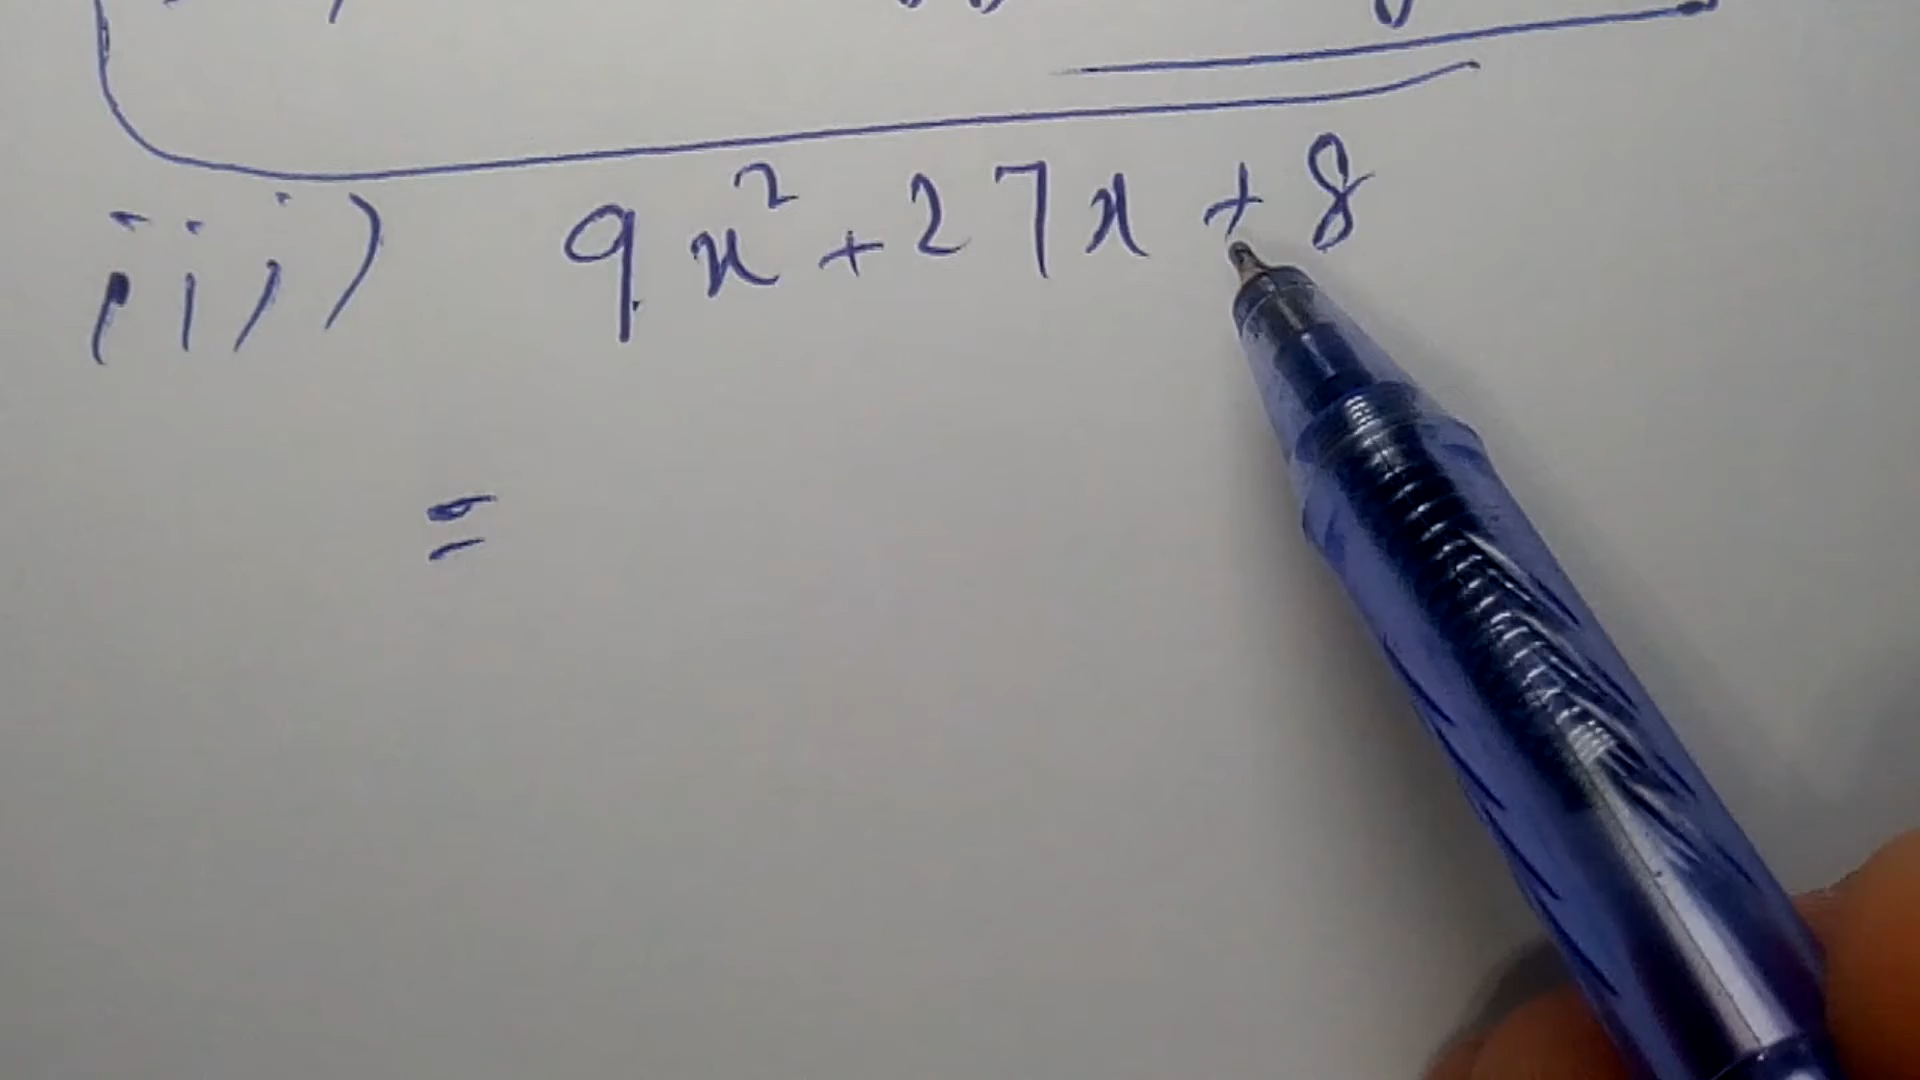 iii) 9x² + 27x + 8
=